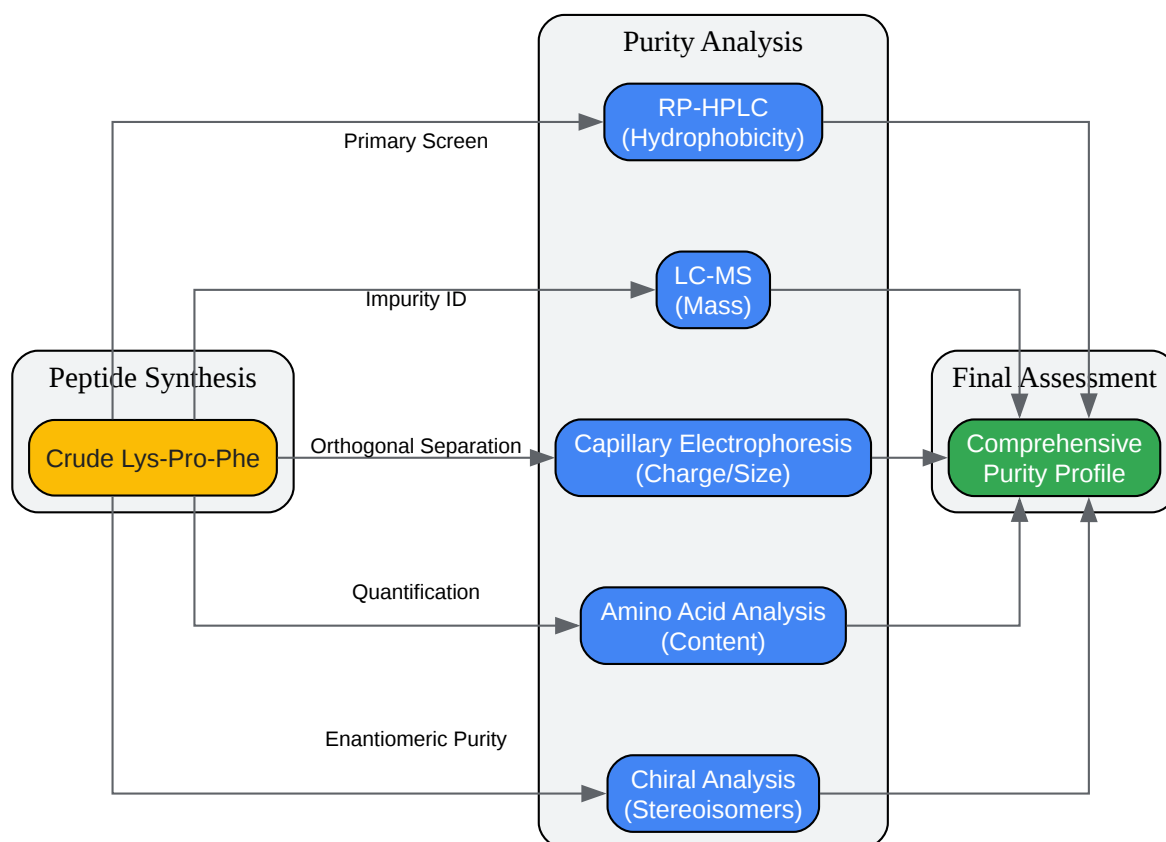 Purity Analysis
RP-HPLC
(Hydrophobicity)
Primary Screen
LC-MS
(Mass)
Impurity ID
Peptide Synthesis
Final Assessment
Crude Lys-Pro-Phe
Orthogonal Separation
Capillary Electrophoresis
(Charge/Size)
Comprehensive
Purity Profile
Quantification
Amino Acid Analysis
(Content)
Enantiomeric Purity
Chiral Analysis
(Stereoisomers)